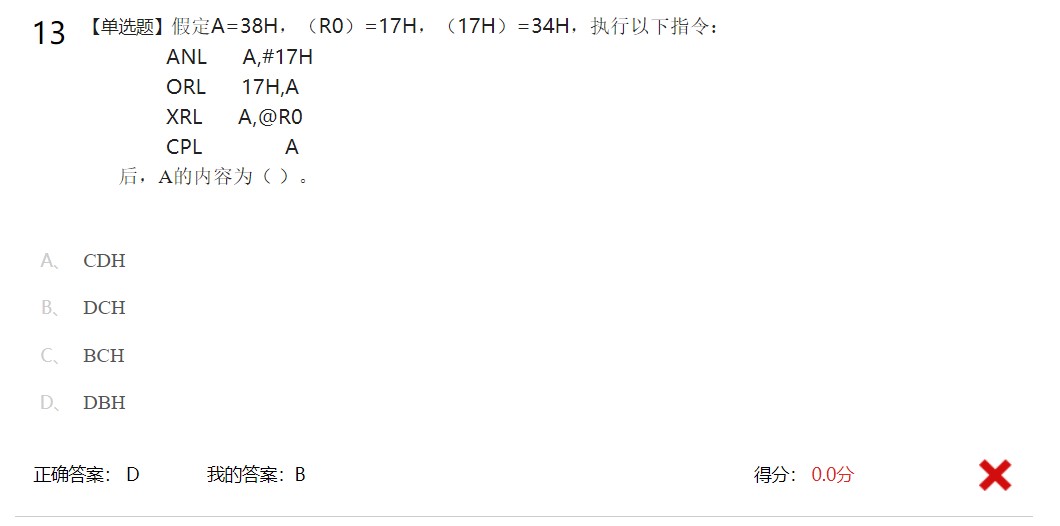 13 【单选题】假定A=38H，（R0）=17H，（17H）=34H，执行以下指令：
ANL A,#17H
ORL 17H,A
XRL A,@R0
CPL A
后，A的内容为（ ）。
A、 CDH
B、 DCH
C、 BCH
D、 DBH
正确答案： D 我的答案：B 得分： 0.0分